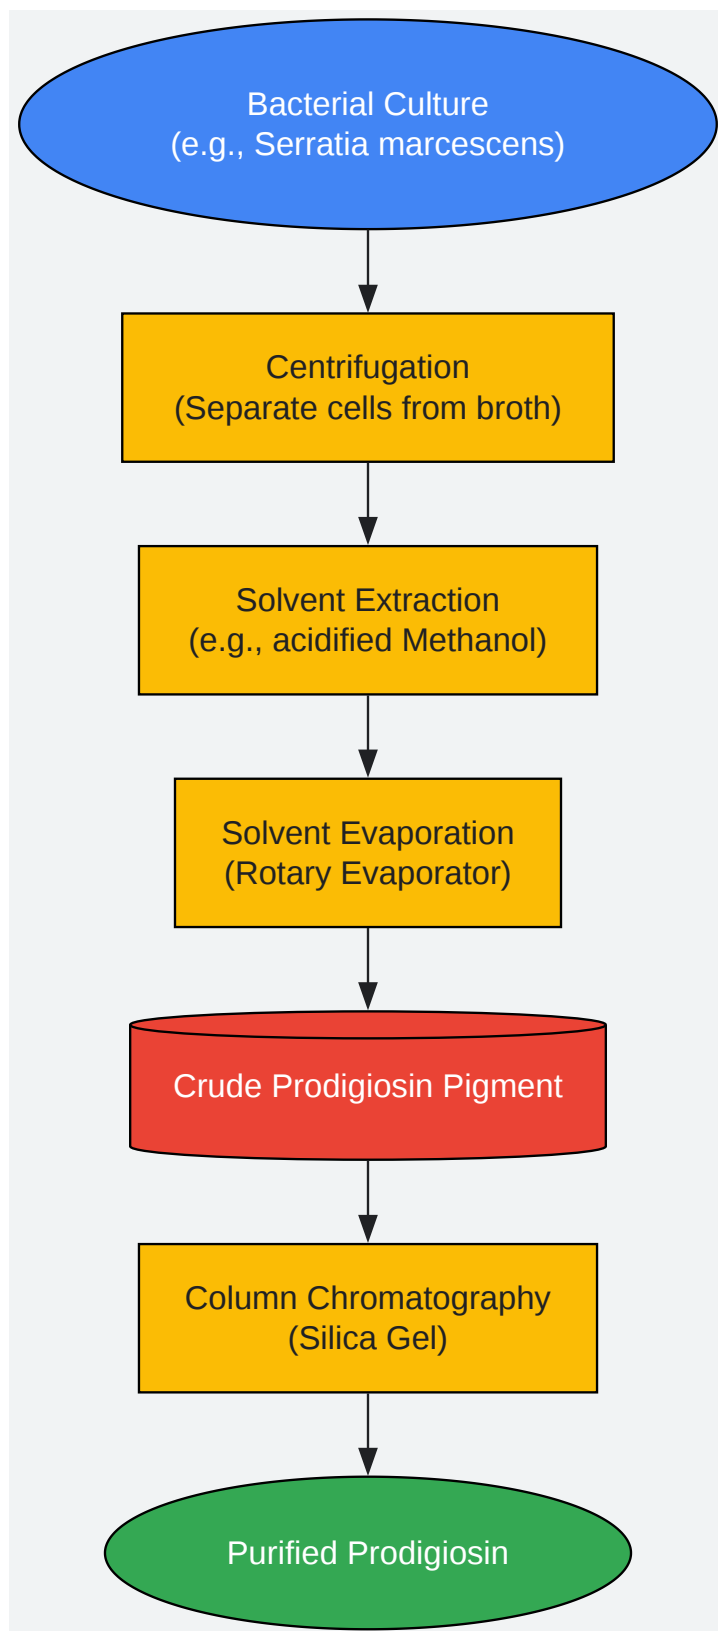 Bacterial Culture
(e.g., Serratia marcescens)
Centrifugation
(Separate cells from broth)
Solvent Extraction
(e.g., acidified Methanol)
Solvent Evaporation
(Rotary Evaporator)
Crude Prodigiosin Pigment
Column Chromatography
(Silica Gel)
Purified Prodigiosin